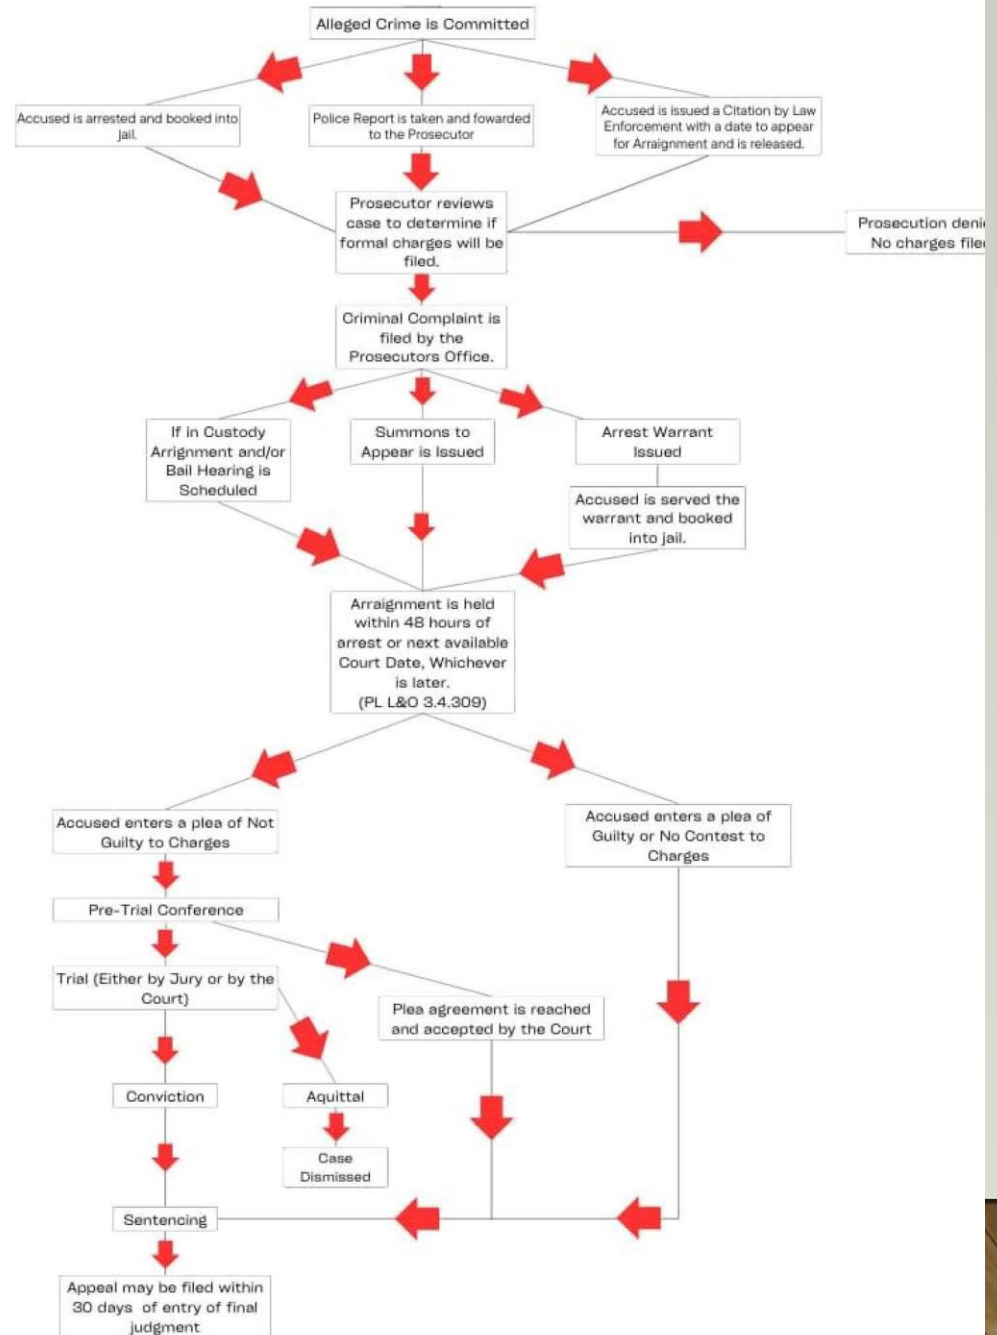 Alleged Crime is Committed
Accused is arrested and booked into
jail.
Police Report is taken and fowarded
to the Prosecutor
Accused is issued a Citation by Law
Enforcement with a date to appear
for Arraignment and is released.
Prosecutor reviews
case to determine if
formal charges will be
filed.
Prosecution
No charges
Criminal Complaint is
filed by the
Prosecutors Office.
If in Custody
Arrignment and/or
Bail Hearing is
Scheduled
Summons to
Appear is Issued
Arrest Warrant
Issued
Accused is served the
warrant and booked
into jail.
Arraignment is held
within 48 hours of
arrest or next available
Court Date, Whichever
is later.
(PL L&O 3.4.309)
Accused enters a plea of Not
Guilty to Charges
Accused enters a plea of
Guilty or No Contest to
Charges
Pre-Trial Conference
Trial (Either by Jury or by the
Court)
Plea agreement is reached
and accepted by the Court
Conviction
Aquittal
Case
Dismissed
Sentencing
Appeal may be filed within
30 days of entry of final
judgment